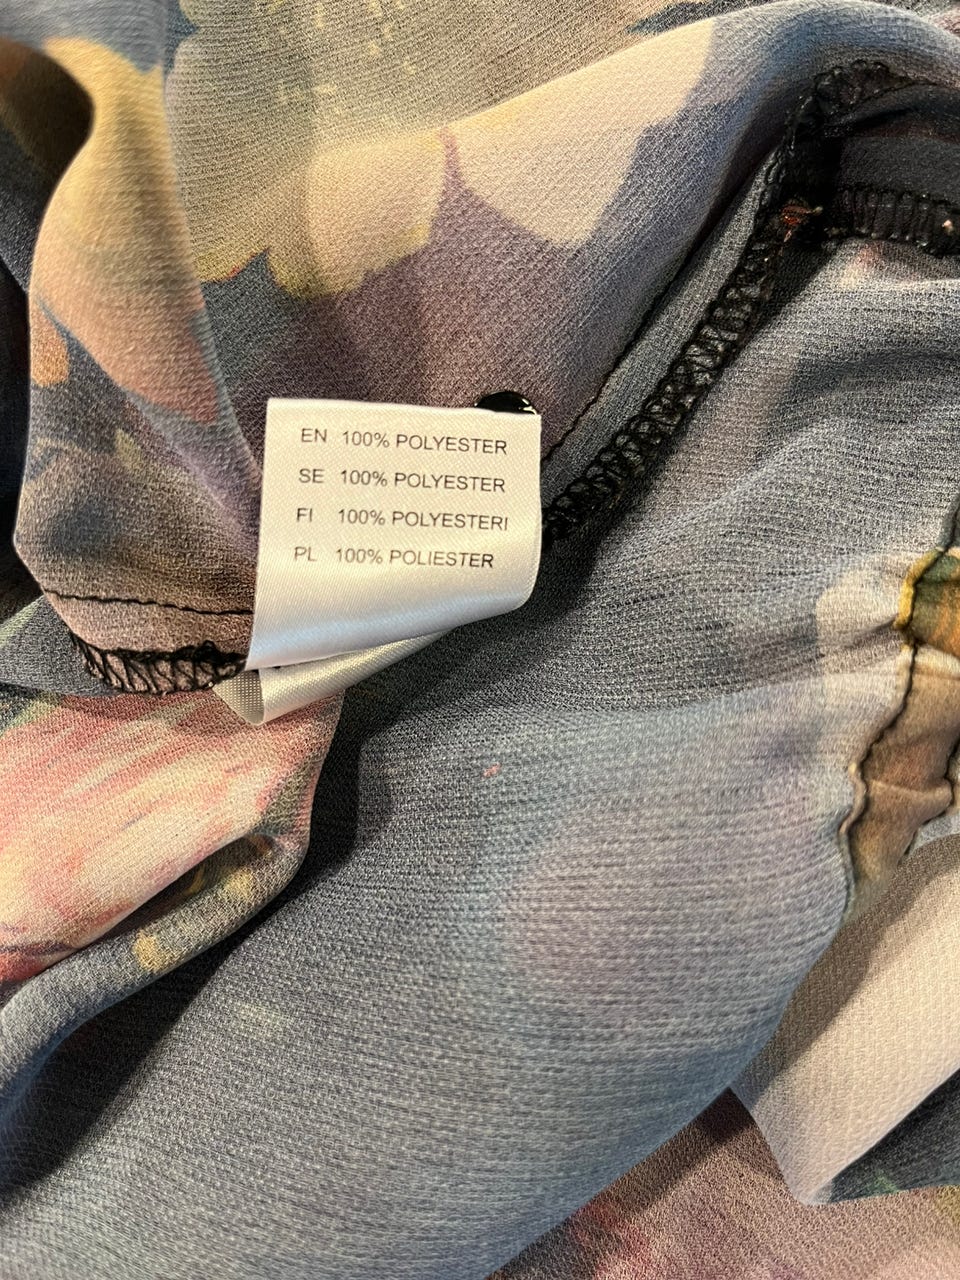 EN 100% POLYESTER
SE 100% POLYESTER
FI 100% POLYESTERI
PL 100% POLIESTER